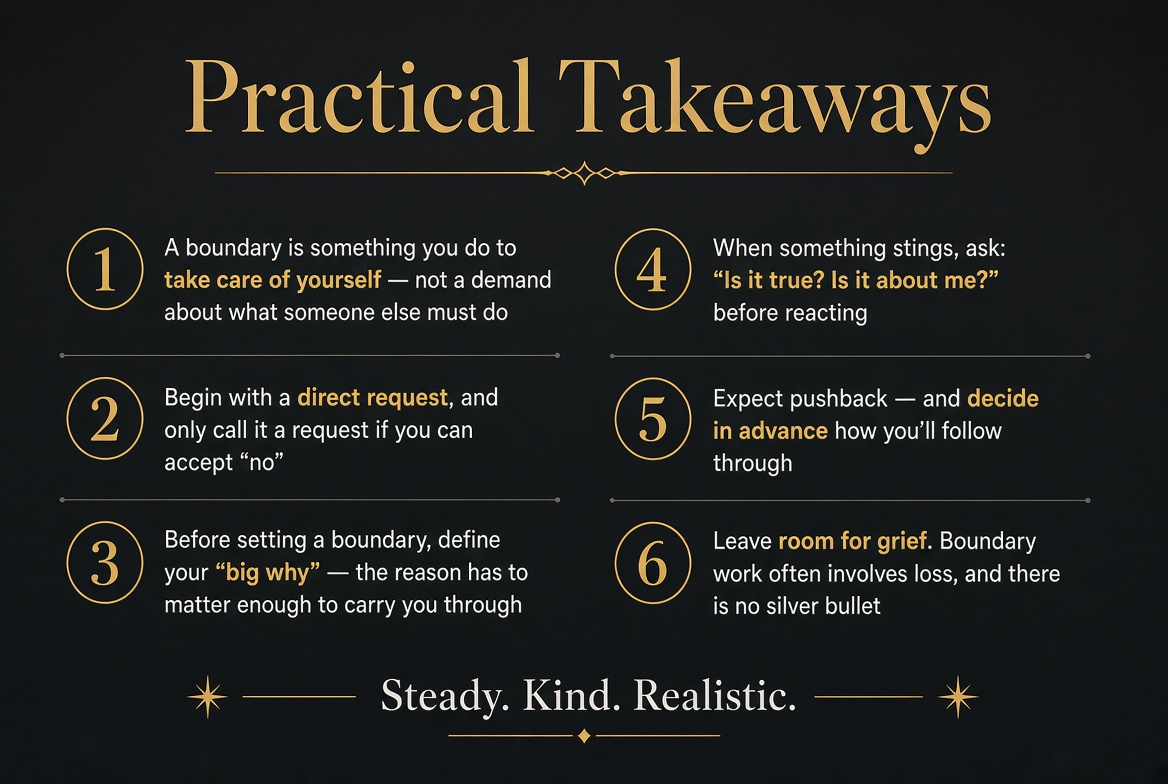 Practical Takeaways
1
A boundary is something you do to
take care of yourself — not a demand
about what someone else must do
2
Begin with a direct request, and
only call it a request if you can
accept “no”
3
Before setting a boundary, define
your “big why” — the reason has to
matter enough to carry you through
4
When something stings, ask:
“Is it true? Is it about me?”
before reacting
5
Expect pushback — and decide
in advance how you’ll follow
through
6
Leave room for grief. Boundary
work often involves loss, and there
is no silver bullet
Steady. Kind. Realistic.